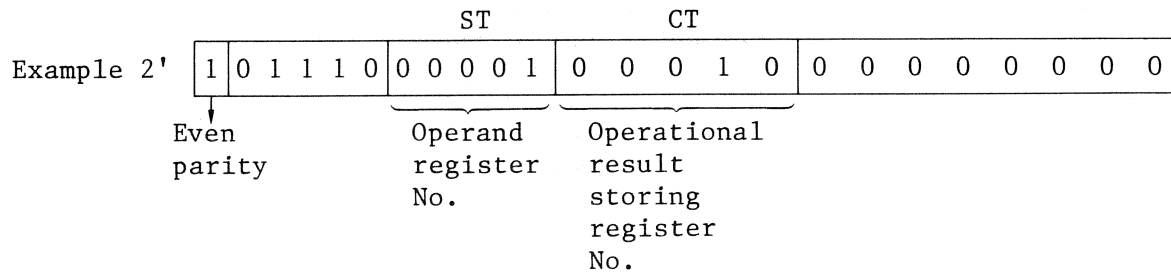 ST CT
Example 2' 1 0 1 1 1 0 0 0 0 0 1 0 0 0 1 0 0 0 0 0 0 0 0 0
Even parity
Operand register No.
Operational result storing register No.